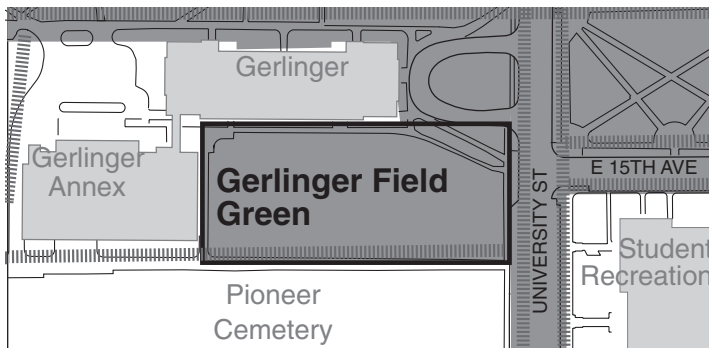 Gerlinger
Gerlinger
Annex
Gerlinger Field
Green
E 15TH AVE
UNIVERSITY ST
Student
Recreation
Pioneer
Cemetery